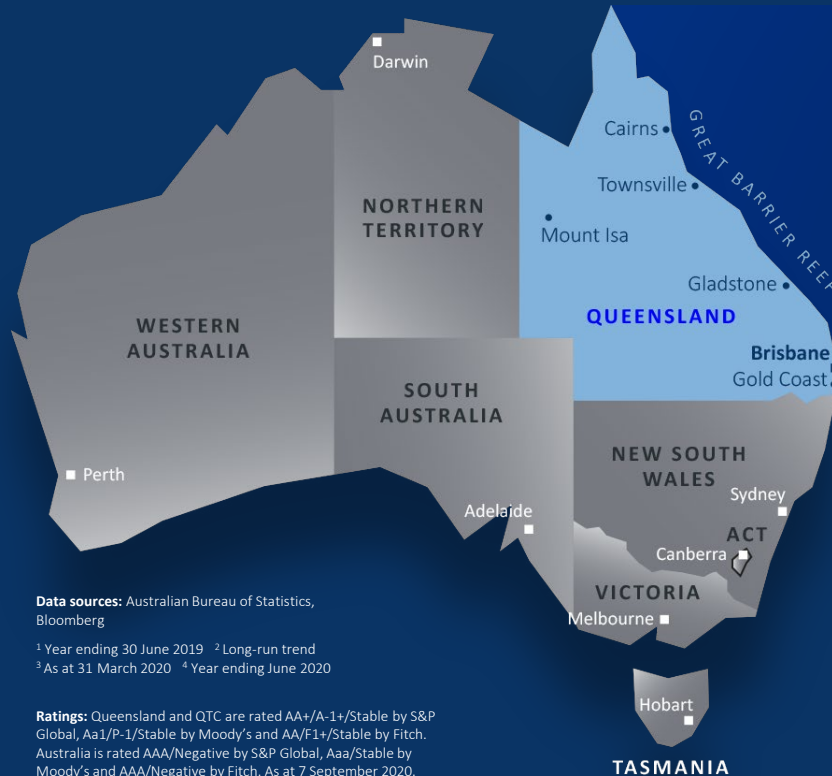 Darwin
Cairns
GREAT BARRIER REEF
Townsville
NORTHERN
TERRITORY
Mount Isa
Gladstone
QUEENSLAND
WESTERN
AUSTRALIA
Brisbane
Gold Coast
SOUTH
AUSTRALIA
NEW SOUTH
WALES
Perth
Sydney
Adelaide
ACT
Canberra
VICTORIA
Melbourne
Data sources: Australian Bureau of Statistics,
Bloomberg
¹ Year ending 30 June 2019 ² Long-run trend
³ As at 31 March 2020 ⁴ Year ending June 2020
Hobart
Ratings: Queensland and QTC are rated AA+/A-1+/Stable by S&P
Global, Aa1/P-1/Stable by Moody's and AA/F1+/Stable by Fitch.
Australia is rated AAA/Negative by S&P Global, Aaa/Stable by
Moody's and AAA/Negative by Fitch. As at 7 September 2020.
TASMANIA